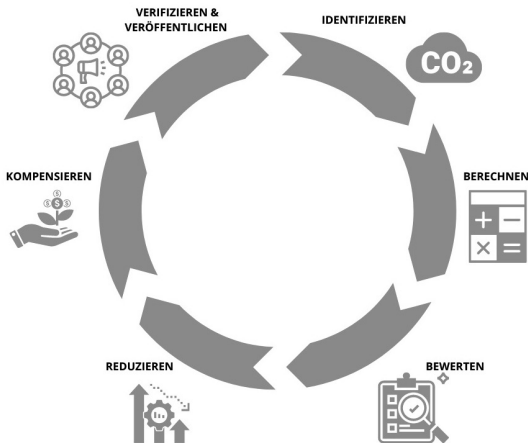 VERIFIZIEREN &
VERÖFFENTLICHEN
IDENTIFIZIEREN
CO₂
KOMPENSIEREN
$
$ $ $
BERECHNEN
+ −
× =
REDUZIEREN
BEWERTEN